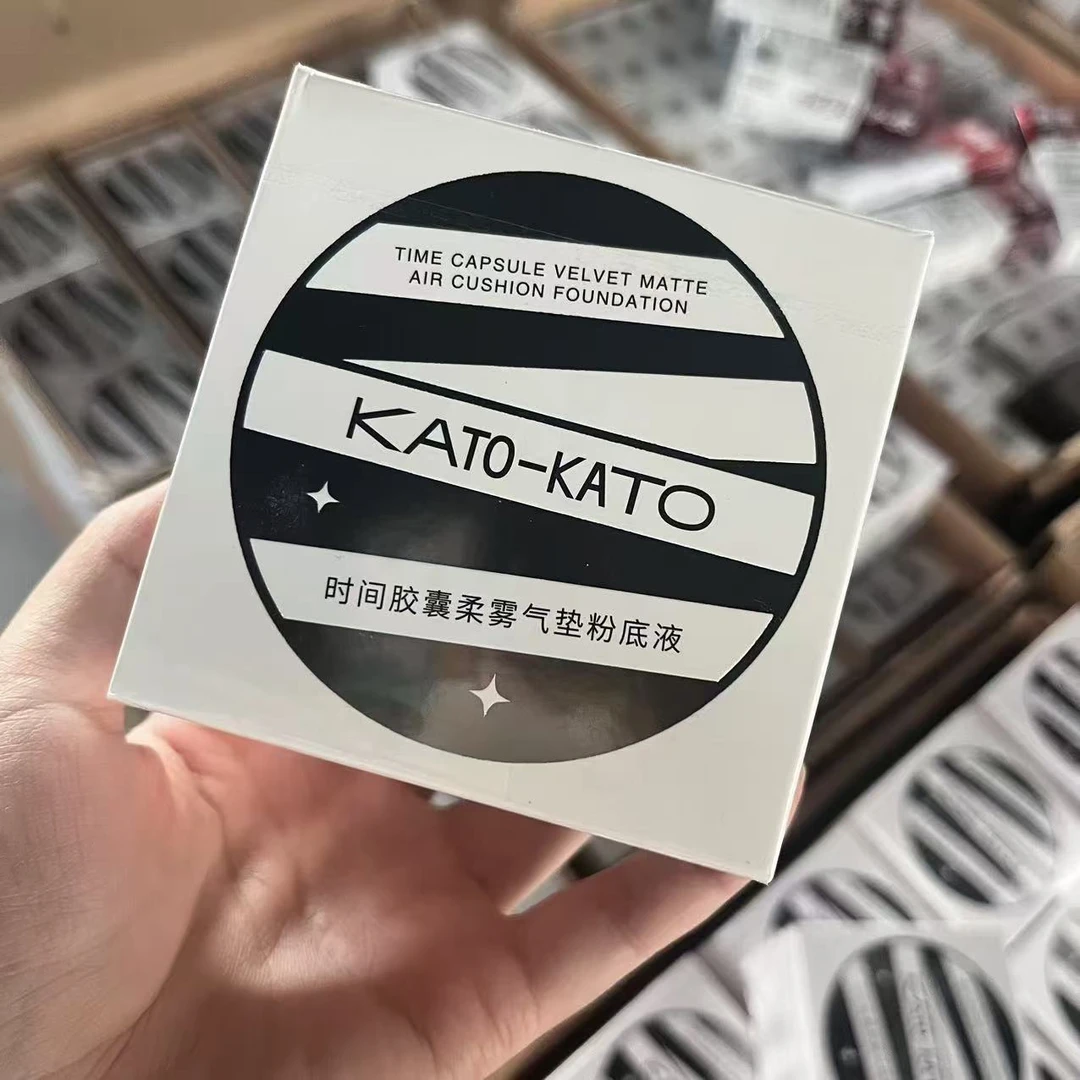 TIME CAPSULE VELVET MATTE
AIR CUSHION FOUNDATION
KATO-KATO
时间胶囊柔雾气垫粉底液